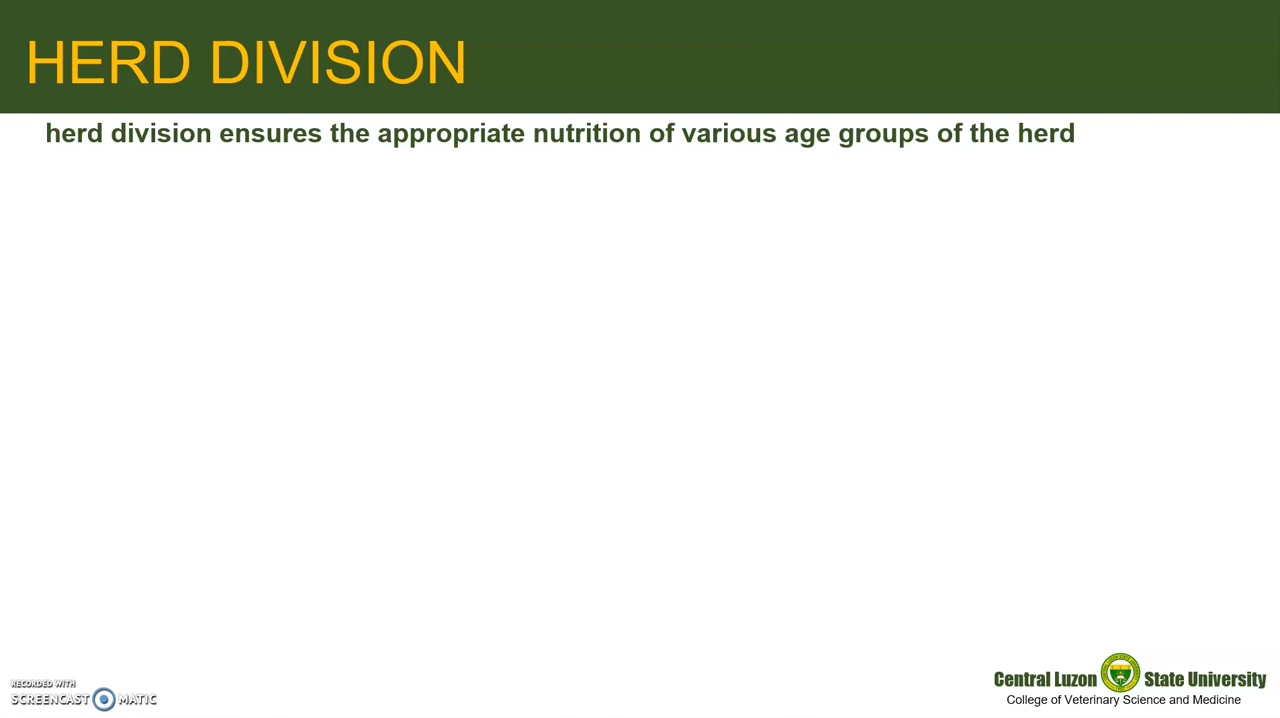 HERD DIVISION
herd division ensures the appropriate nutrition of various age groups of the herd
RECORDED WITH
SCREENCAST MATIC
Central Luzon State University
College of Veterinary Science and Medicine